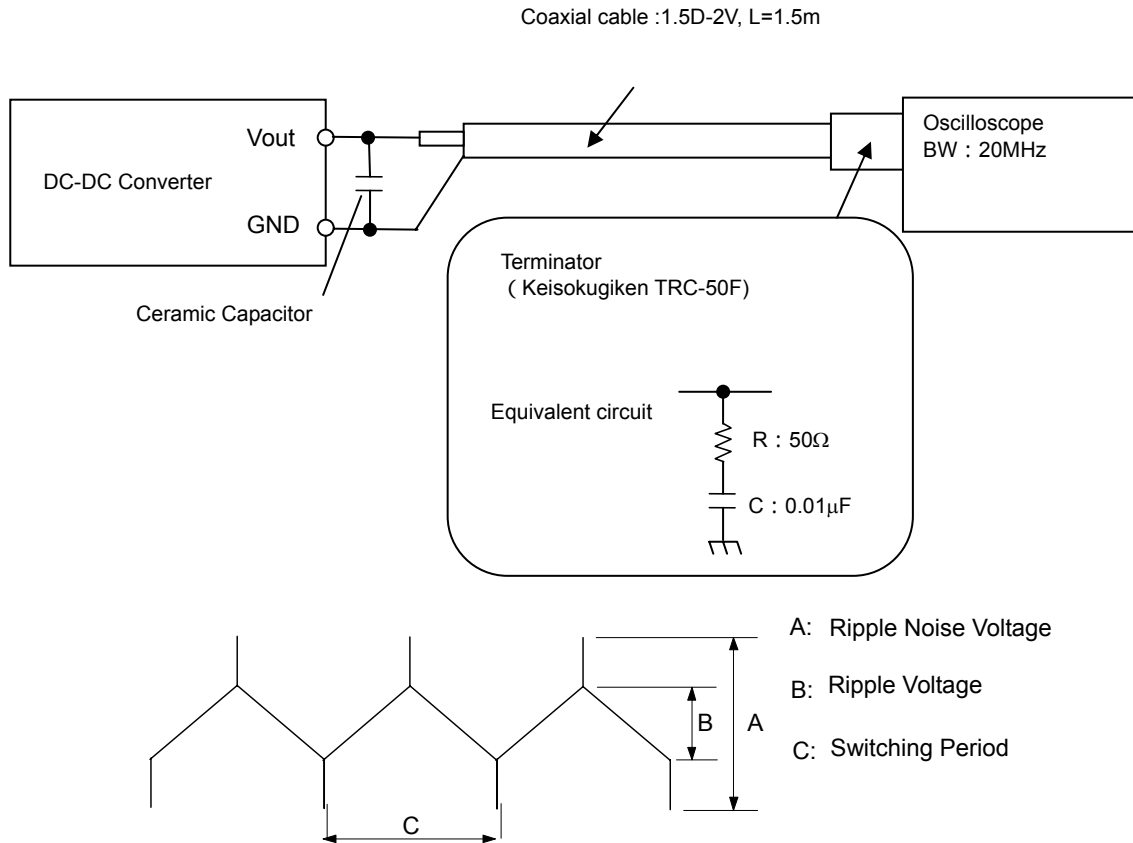 Coaxial cable :1.5D-2V, L=1.5m
DC-DC Converter
Vout
GND
Ceramic Capacitor
Oscilloscope
BW：20MHz
Terminator
（Keisokugiken TRC-50F)
Equivalent circuit
R：50Ω
C：0.01μF
A: Ripple Noise Voltage
B: Ripple Voltage
C: Switching Period
B
A
C